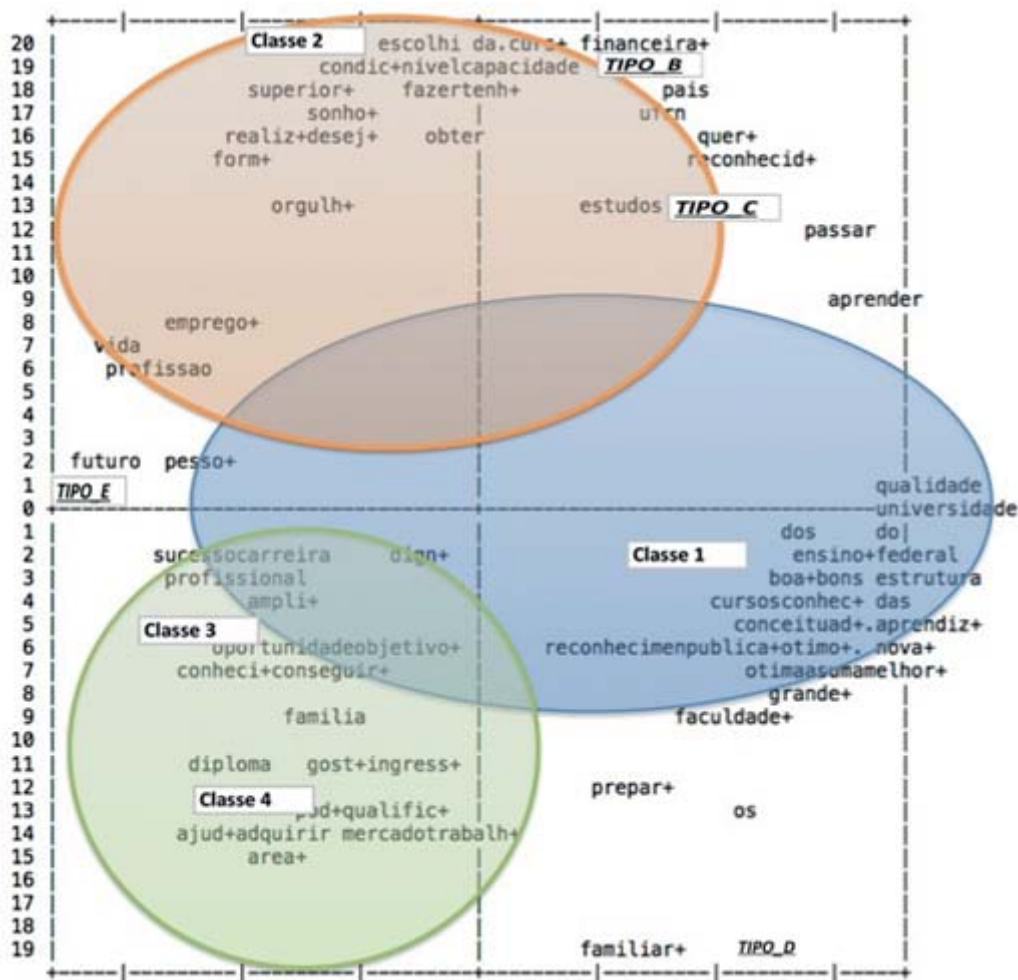 20 Classe 2 escolhi da.curs+ financeira+
19 condic+nivelcapacidade TIPO_B
18 superior+ fazertenh+ pais
17 sonho+ ufrn
16 realiz+desej+ obter quer+
15 form+ reconhecid+
14
13 orgulh+ estudos TIPO_C
12 passar
11
10
9 aprender
8 emprego+
7 vida
6 profissao
5
4
3
2 futuro pesso+
1 TIPO_E qualidade
0 universidade
1 dos do
2 sucessocarreira dign+ Classe 1 ensino+federal
3 profissional boa+bons estrutura
4 ampli+ cursosconhec+ das
5 Classe 3 conceituad+.aprendiz+
6 oportunidadeobjetivo+ reconhecimenpublica+otimo+. nova+
7 conheci+conseguir+ otimaasumamelhor+
8 grande+
9 familia faculdade+
10
11 diploma gost+ingress+
12 prepar+
13 Classe 4 pod+qualific+ os
14 ajud+adquirir mercadotrabalh+
15 area+
16
17
18
19 familiar+ TIPO_D